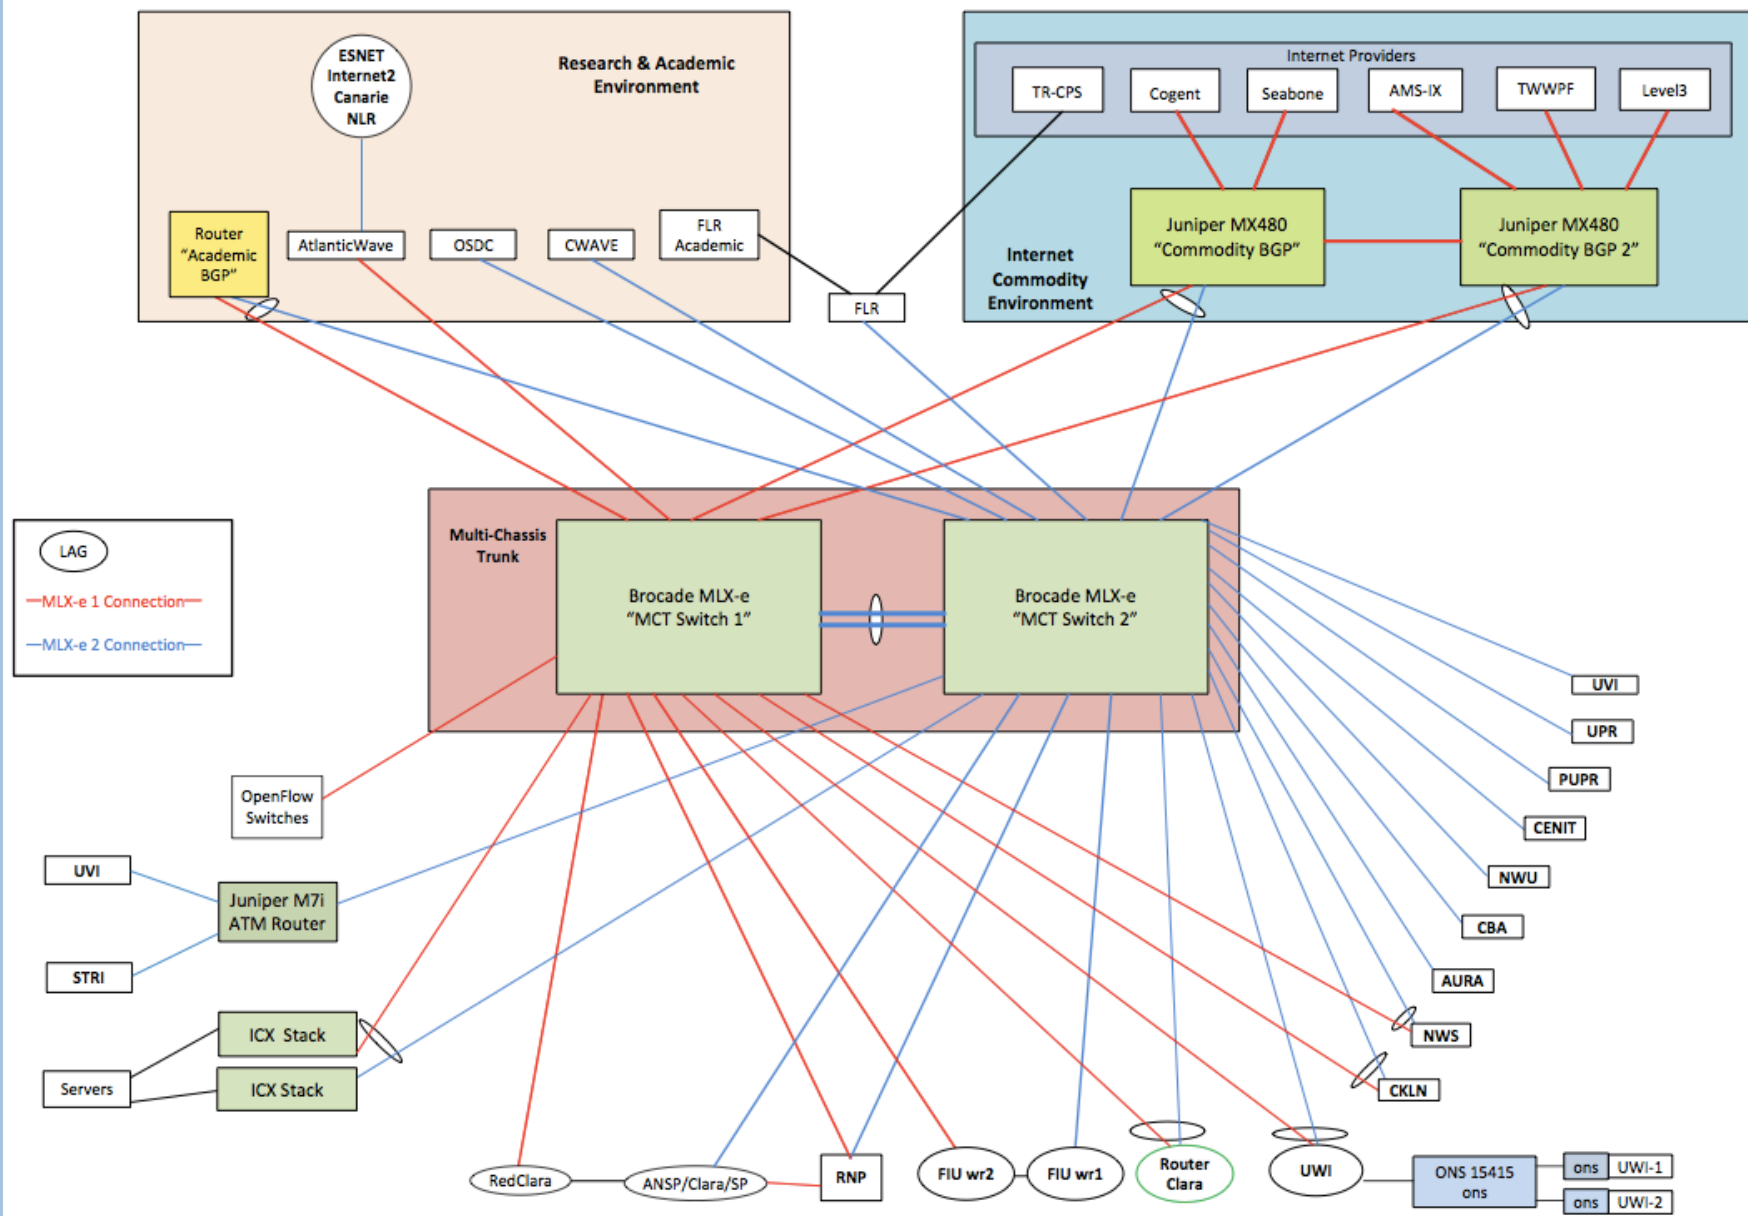 ESNET
Internet2
Canarie
NLR
Research & Academic
Environment
Router
“Academic
BGP”
AtlanticWave
OSDC
CWAVE
FLR
Academic
FLR
Internet Providers
TR-CPS
Cogent
Seabone
AMS-IX
TWWPF
Level3
Juniper MX480
“Commodity BGP”
Juniper MX480
“Commodity BGP 2”
Internet
Commodity
Environment
LAG
MLX-e 1 Connection
MLX-e 2 Connection
Multi-Chassis
Trunk
Brocade MLX-e
“MCT Switch 1”
Brocade MLX-e
“MCT Switch 2”
OpenFlow
Switches
UVI
Juniper M7i
ATM Router
STRI
ICX Stack
ICX Stack
Servers
UVI
UPR
PUPR
CENIT
NWU
CBA
AURA
NWS
CKLN
RedClara
ANSP/Clara/SP
RNP
FIU wr2
FIU wr1
Router
Clara
UWI
ONS 15415
ons
ons
UWI-1
ons
UWI-2